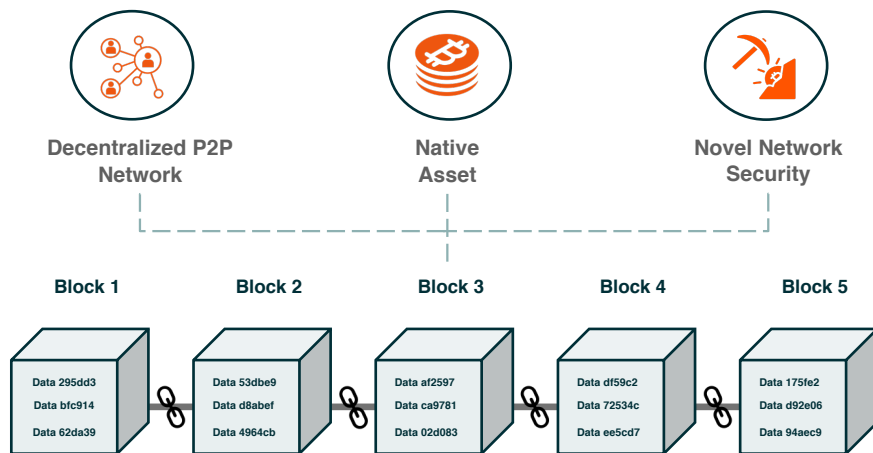 Decentralized P2P
Network
Native
Asset
Novel Network
Security
Block 1
Block 2
Block 3
Block 4
Block 5
Data 295dd3
Data bfc914
Data 62da39
Data 53dbe9
Data d8abef
Data 4964cb
Data af2597
Data ca9781
Data 02d083
Data df59c2
Data 72534c
Data ee5cd7
Data 175fe2
Data d92e06
Data 94aec9